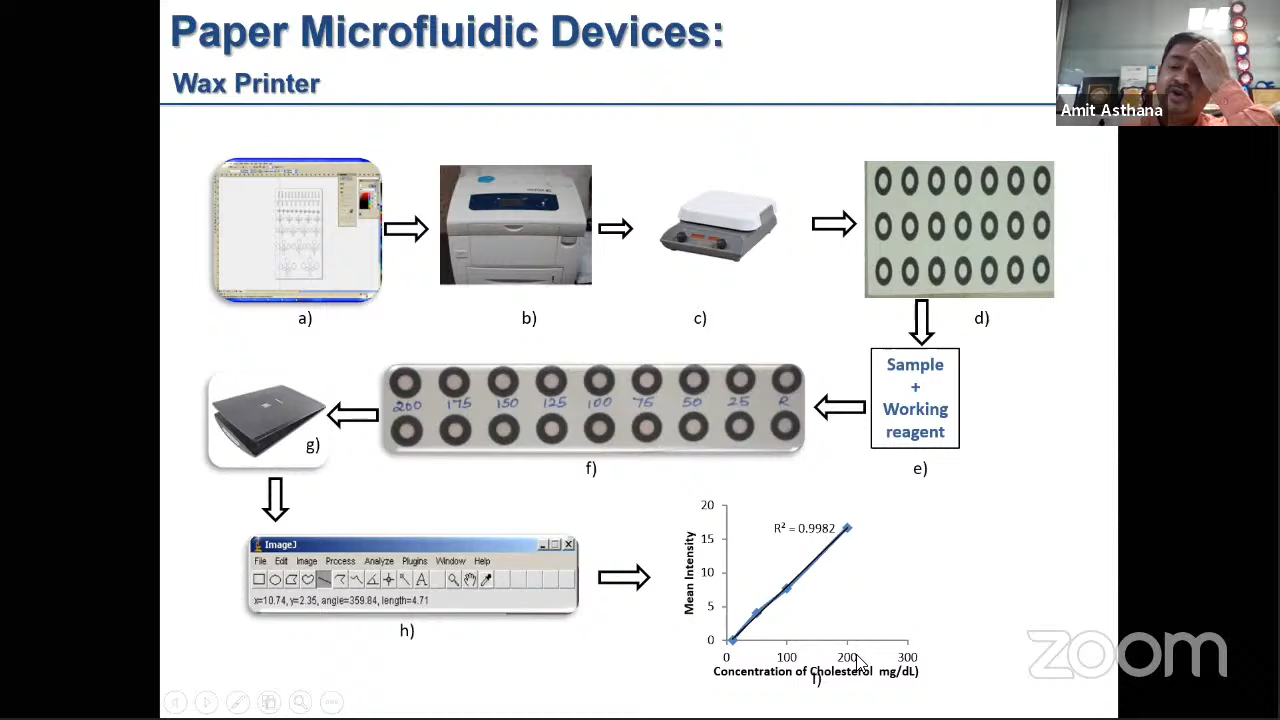 Paper Microfluidic Devices:
Wax Printer
Amit Asthana
a)
b)
c)
d)
Sample
+
Working
reagent
e)
200 175 150 125 100 75 50 25 R
f)
g)
ImageJ
File Edit Image Process Analyze Plugins Window Help
x=10.74, y=2.35, angle=359.84, length=4.71
h)
20
15
10
5
0
Mean Intensity
R² = 0.9982
0 100 200 300
Concentration of Cholesterol mg/dL)
i)
zoom